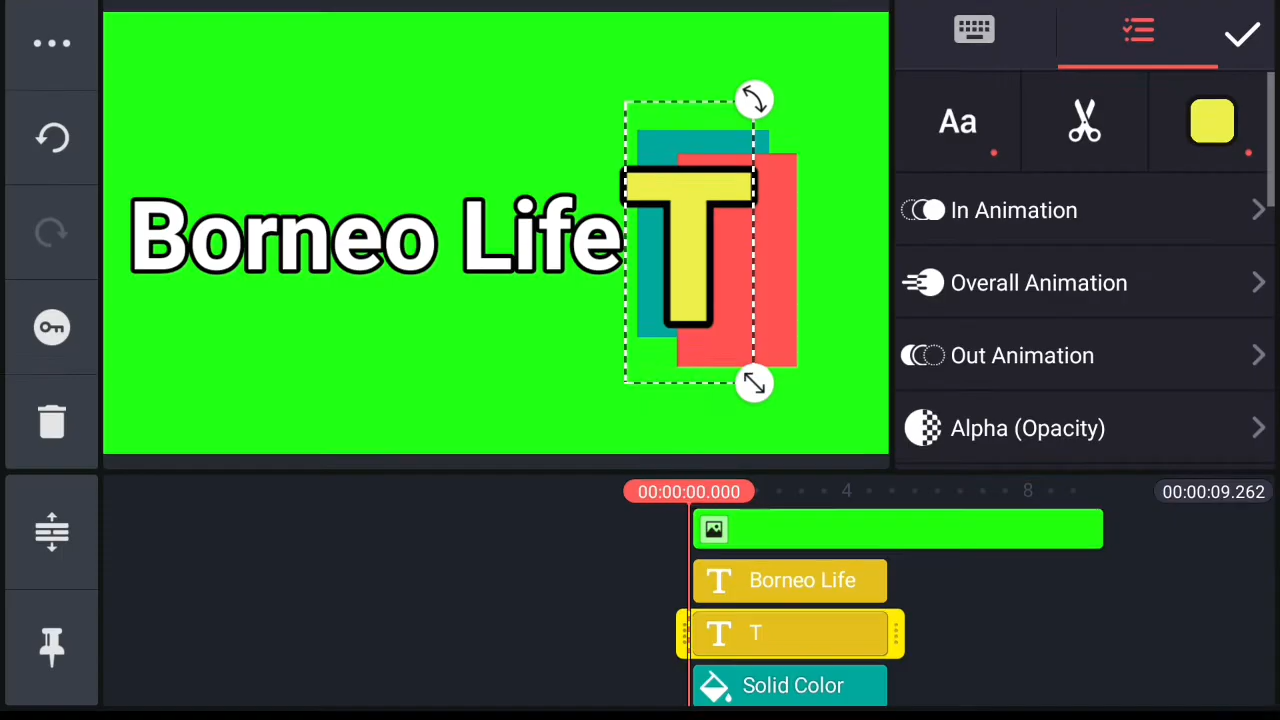 Borneo Life
T
Aa
In Animation
Overall Animation
Out Animation
Alpha (Opacity)
00:00:00.000
4
8
00:00:09.262
T Borneo Life
T T
Solid Color